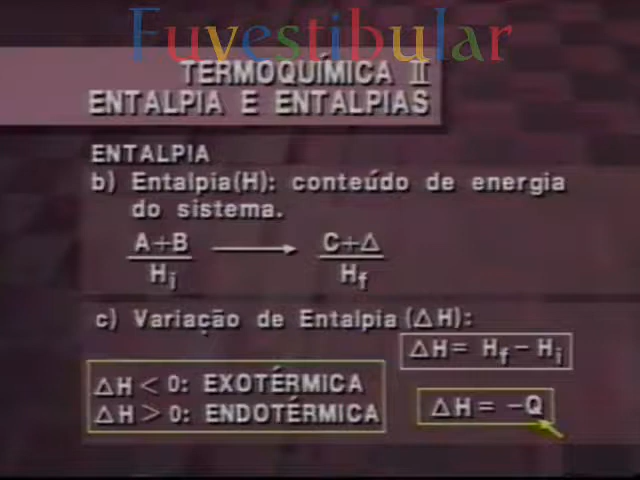 Fuvestibular
TERMOQUÍMICA II
ENTALPIA E ENTALPIAS
ENTALPIA
b) Entalpia(H): conteúdo de energia
do sistema.
A+B → C+Δ
Hi Hf
c) Variação de Entalpia (ΔH):
ΔH = Hf - Hi
ΔH < 0: EXOTÉRMICA
ΔH > 0: ENDOTÉRMICA
ΔH = -Q